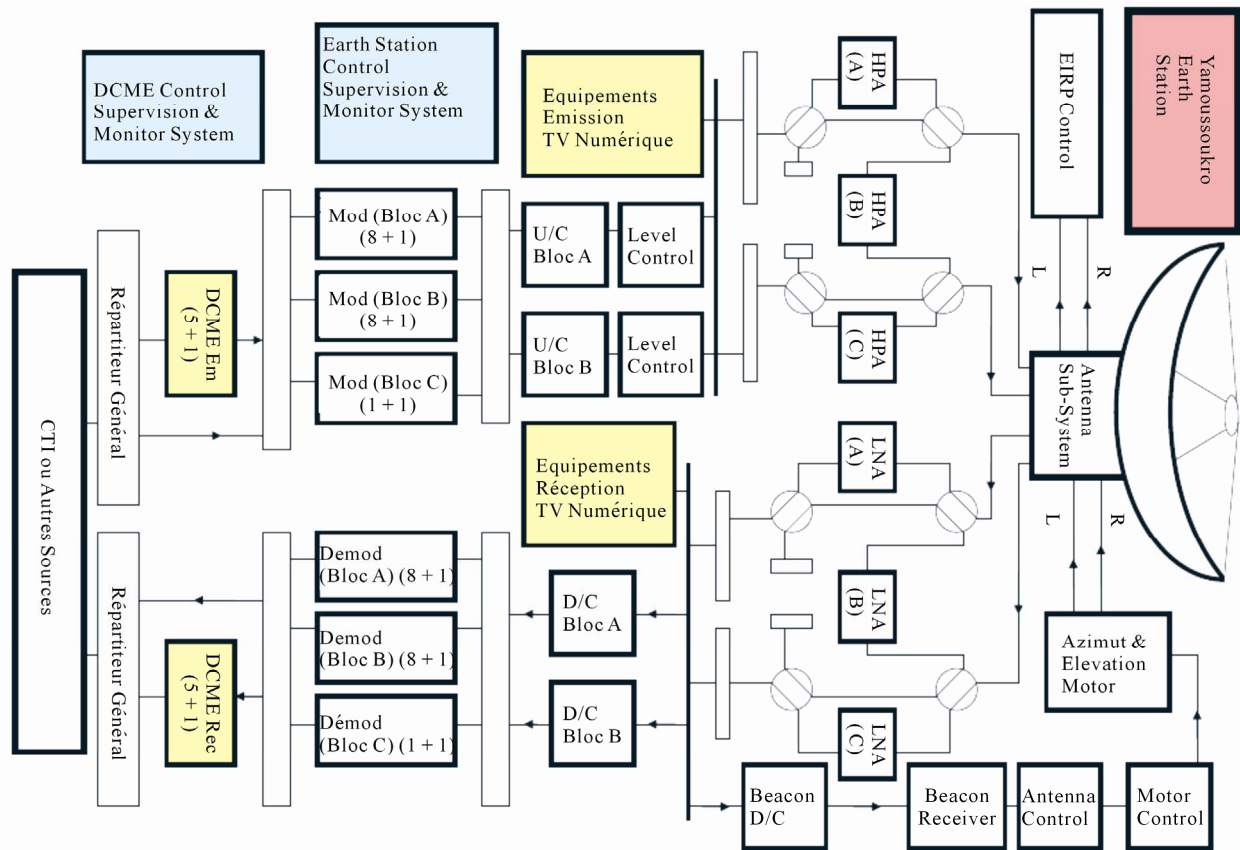 DCME Control
Supervision &
Monitor System
Earth Station
Control
Supervision &
Monitor System
Equipements
Emission
TV Numérique
HPA
(A)
HPA
(B)
HPA
(C)
EIRP Control
Yamoussoukro
Earth
Station
CTI ou Autres Sources
Répartiteur Général
DCME Em
(5 + 1)
Mod (Bloc A)
(8 + 1)
Mod (Bloc B)
(8 + 1)
Mod (Bloc C)
(1 + 1)
U/C
Bloc A
Level
Control
U/C
Bloc B
Level
Control
L
R
Antenna
Sub-System
L
R
Equipements
Réception
TV Numérique
LNA
(A)
LNA
(B)
LNA
(C)
Répartiteur Général
DCME Rec
(5 + 1)
Demod
(Bloc A) (8 + 1)
Demod
(Bloc B) (8 + 1)
Démod
(Bloc C) (1 + 1)
D/C
Bloc A
D/C
Bloc B
Azimut &
Elevation
Motor
Beacon
D/C
Beacon
Receiver
Antenna
Control
Motor
Control